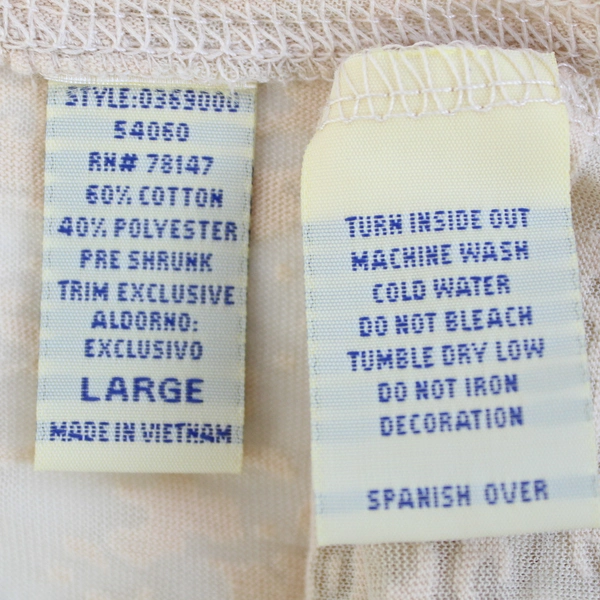 STYLE:0369000
54060
RN# 78147
60% COTTON
40% POLYESTER
PRE SHRUNK
TRIM EXCLUSIVE
ALDORNO:
EXCLUSIVO
LARGE
MADE IN VIETNAM
TURN INSIDE OUT
MACHINE WASH
COLD WATER
DO NOT BLEACH
TUMBLE DRY LOW
DO NOT IRON
DECORATION
SPANISH OVER